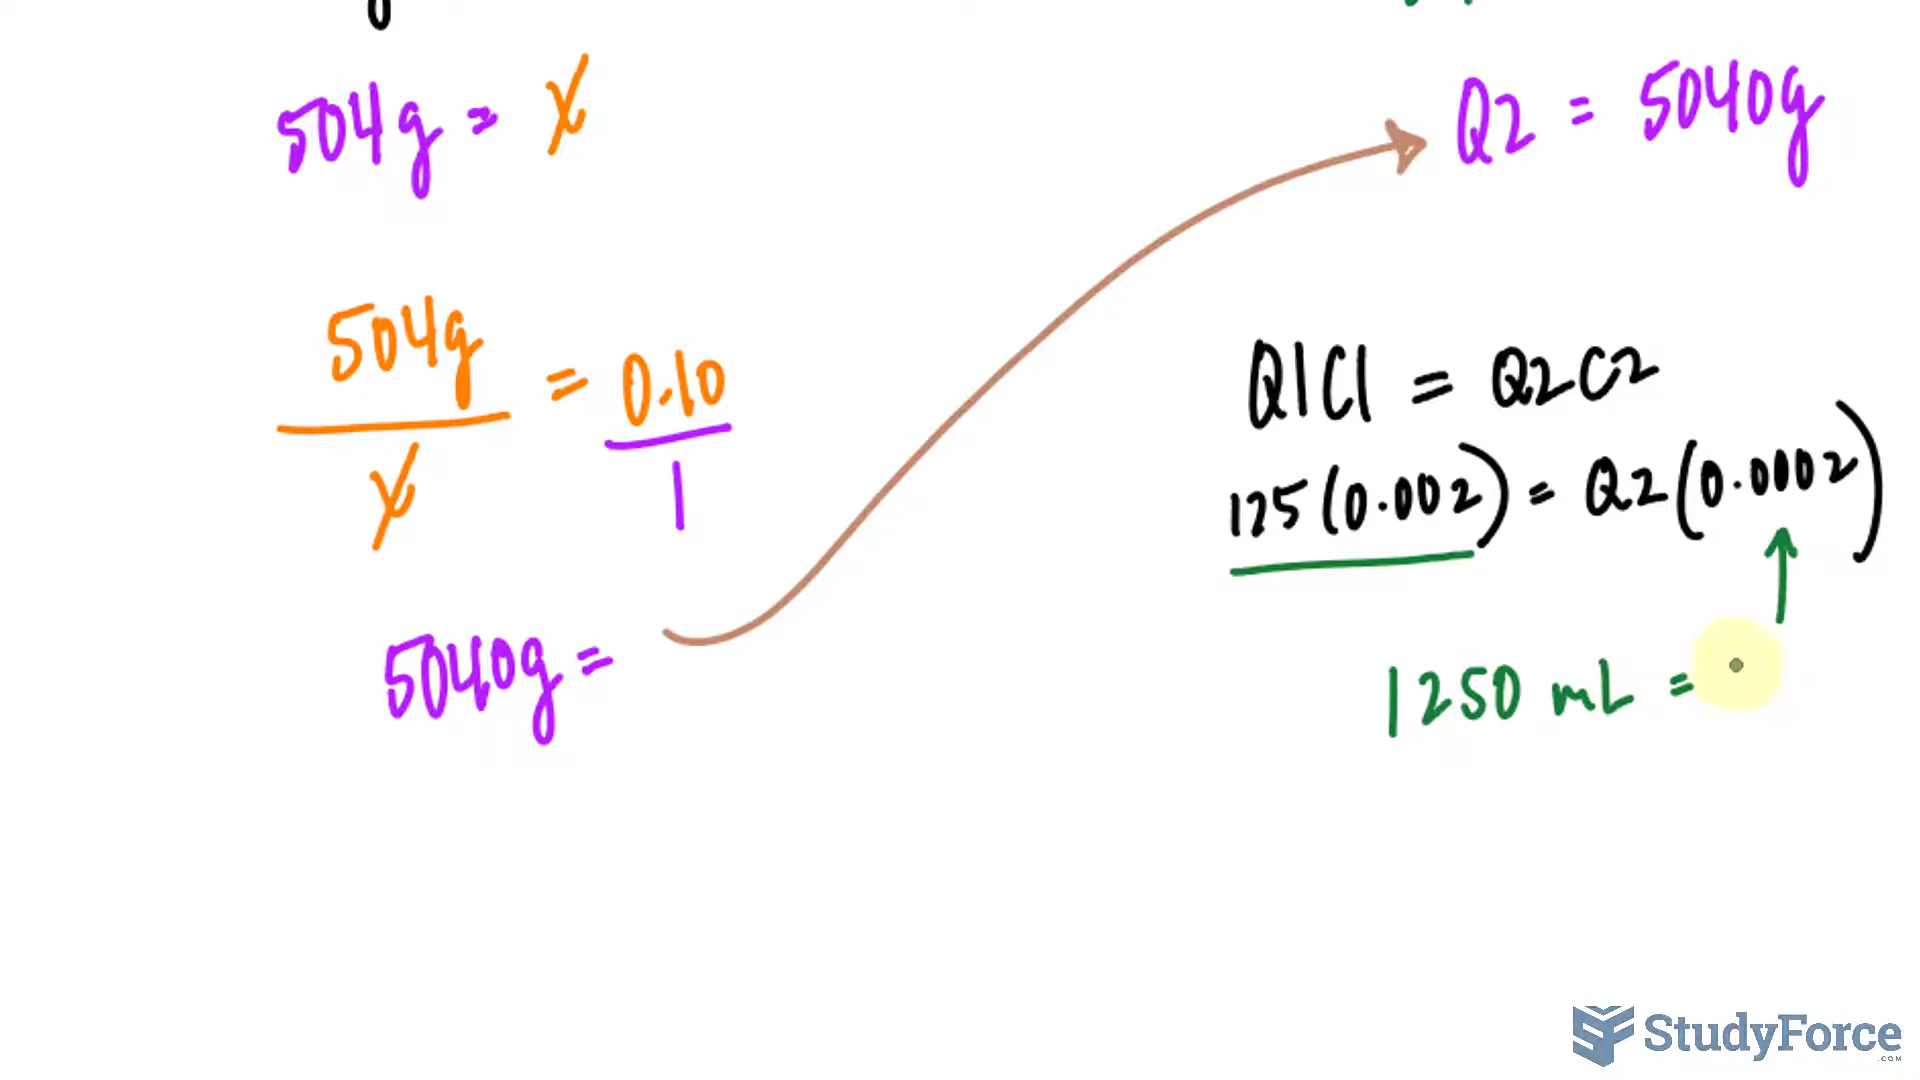 504g = x
504g
x
= 0.10
1
5040g =
Q2 = 5040g
Q1C1 = Q2C2
125(0.002) = Q2(0.0002)
1250 mL =
StudyForce
.COM